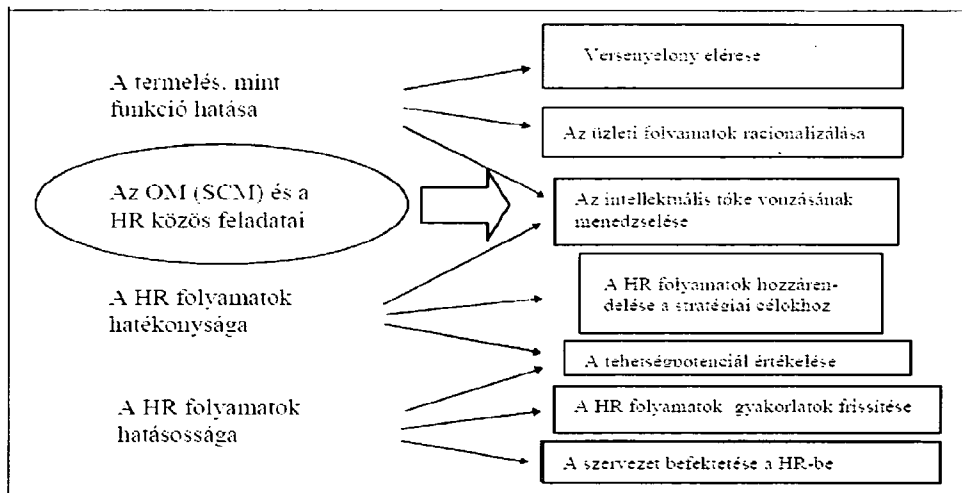 A termelés, mint
funkció hatása
Az OM (SCM) és a
HR közös feladatai
A HR folyamatok
hatékonysága
A HR folyamatok
hatásossága
Versenyelőny elérése
Az üzleti folyamatok racionalizálása
Az intellektuális tőke vonzásának
menedzselése
A HR folyamatok hozzáren-
delése a stratégiai célokhoz
A tehetségpotenciál értékelése
A HR folyamatok gyakorlatok frissítése
A szervezet befektetése a HR-be